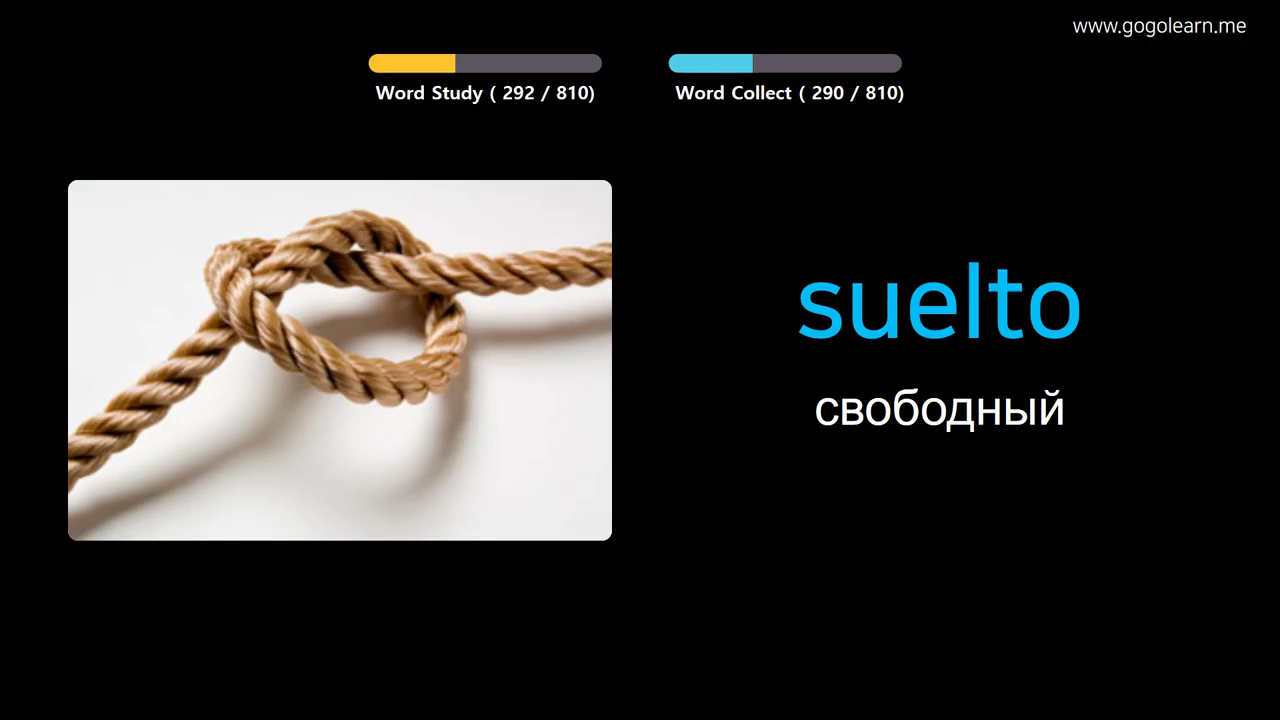 www.gogolearn.me
Word Study ( 292 / 810)
Word Collect ( 290 / 810)
suelto
свободный